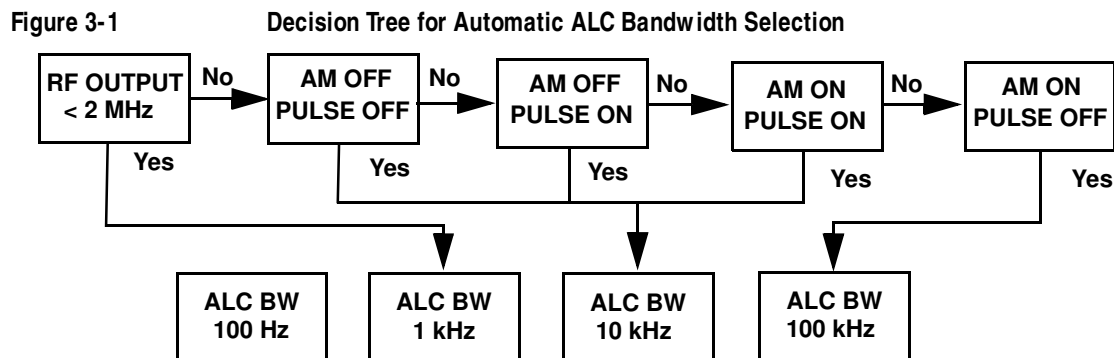 Figure 3-1 Decision Tree for Automatic ALC Bandwidth Selection
RF OUTPUT
< 2 MHz
No
AM OFF
PULSE OFF
No
AM OFF
PULSE ON
No
AM ON
PULSE ON
No
AM ON
PULSE OFF
Yes
Yes
Yes
Yes
Yes
ALC BW
100 Hz
ALC BW
1 kHz
ALC BW
10 kHz
ALC BW
100 kHz